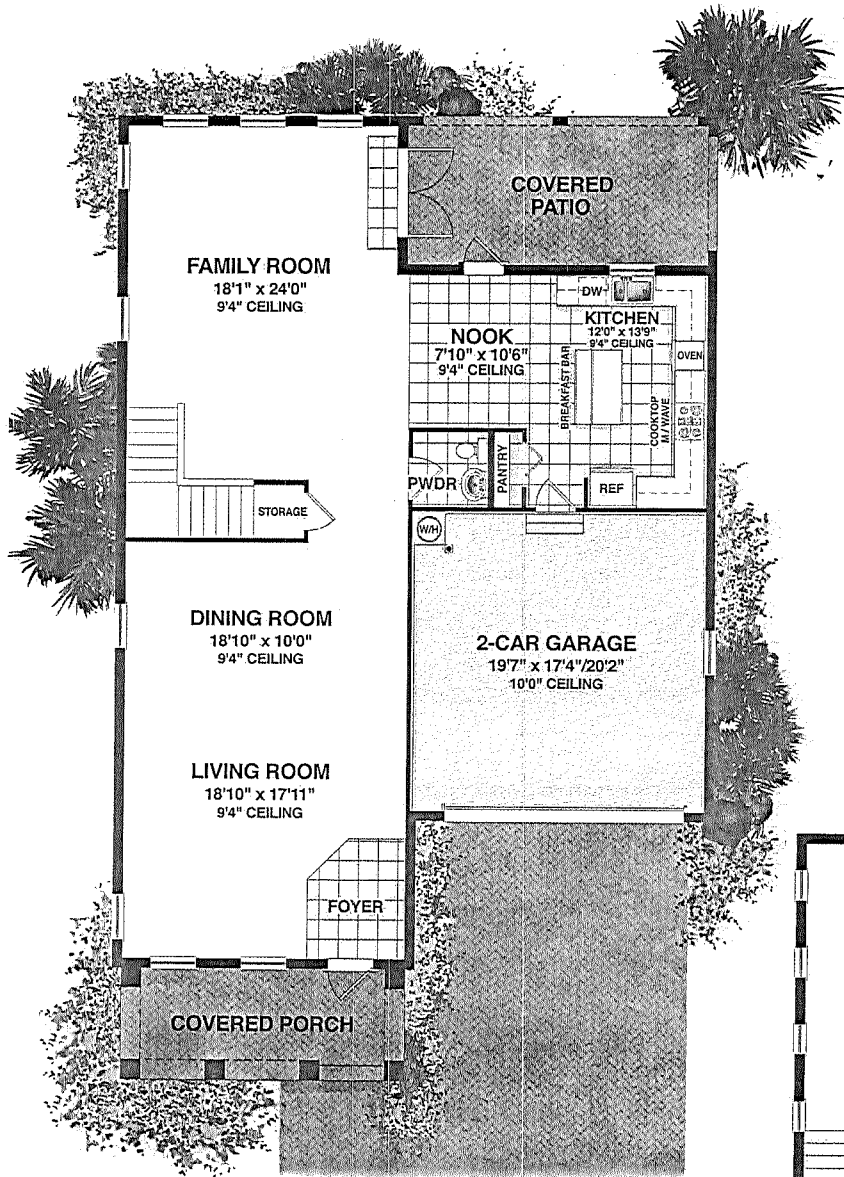 COVERED
PATIO
FAMILY ROOM
18'1" x 24'0"
9'4" CEILING
DW
KITCHEN
12'0" x 13'9"
9'4" CEILING
NOOK
7'10" x 10'6"
9'4" CEILING
OVEN
BREAKFAST BAR
COOKTOP
M/WAVE
PWDR
PANTRY
REF
STORAGE
W/H
DINING ROOM
18'10" x 10'0"
9'4" CEILING
2-CAR GARAGE
19'7" x 17'4"/20'2"
10'0" CEILING
LIVING ROOM
18'10" x 17'11"
9'4" CEILING
FOYER
COVERED PORCH